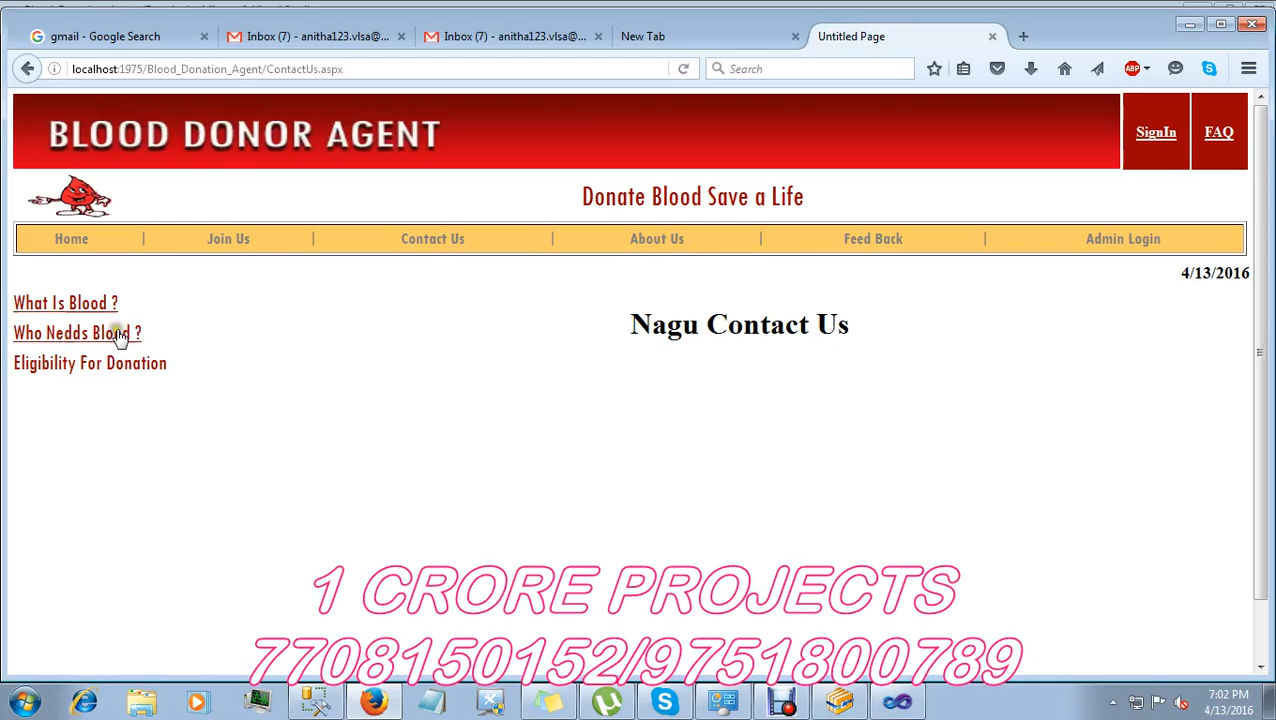 gmail - Google Search
Inbox (7) - anitha123.vlsa@...
Inbox (7) - anitha123.vlsa@...
New Tab
Untitled Page
localhost:1975/Blood_Donation_Agent/ContactUs.aspx
Search
ABP
BLOOD DONOR AGENT
SignIn
FAQ
Donate Blood Save a Life
Home | Join Us | Contact Us | About Us | Feed Back | Admin Login
4/13/2016
What Is Blood ?
Who Nedds Blood ?
Eligibility For Donation
Nagu Contact Us
1 CRORE PROJECTS
7708150152/9751800789
7:02 PM
4/13/2016